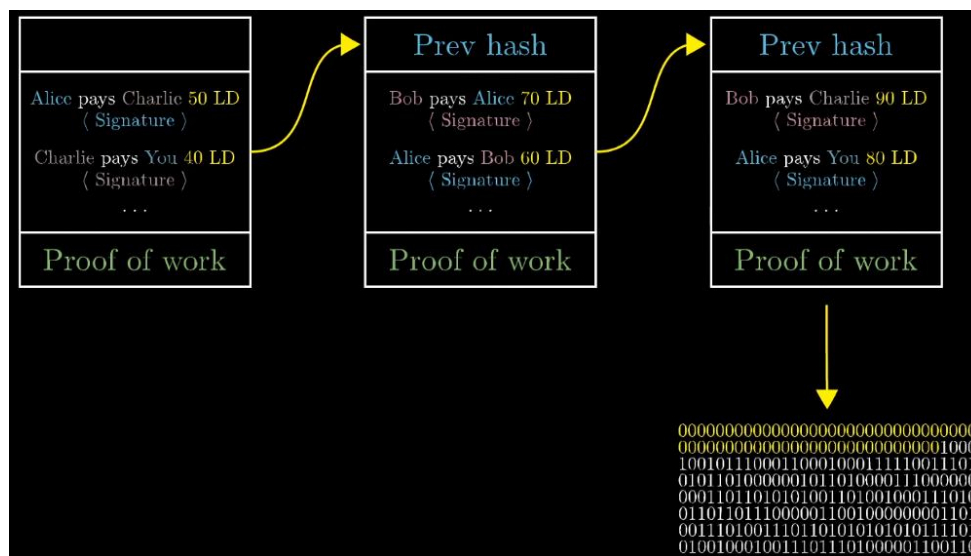 Alice pays Charlie 50 LD
⟨ Signature ⟩
Charlie pays You 40 LD
⟨ Signature ⟩
...
Proof of work
Prev hash
Bob pays Alice 70 LD
⟨ Signature ⟩
Alice pays Bob 60 LD
⟨ Signature ⟩
...
Proof of work
Prev hash
Bob pays Charlie 90 LD
⟨ Signature ⟩
Alice pays You 80 LD
⟨ Signature ⟩
...
Proof of work